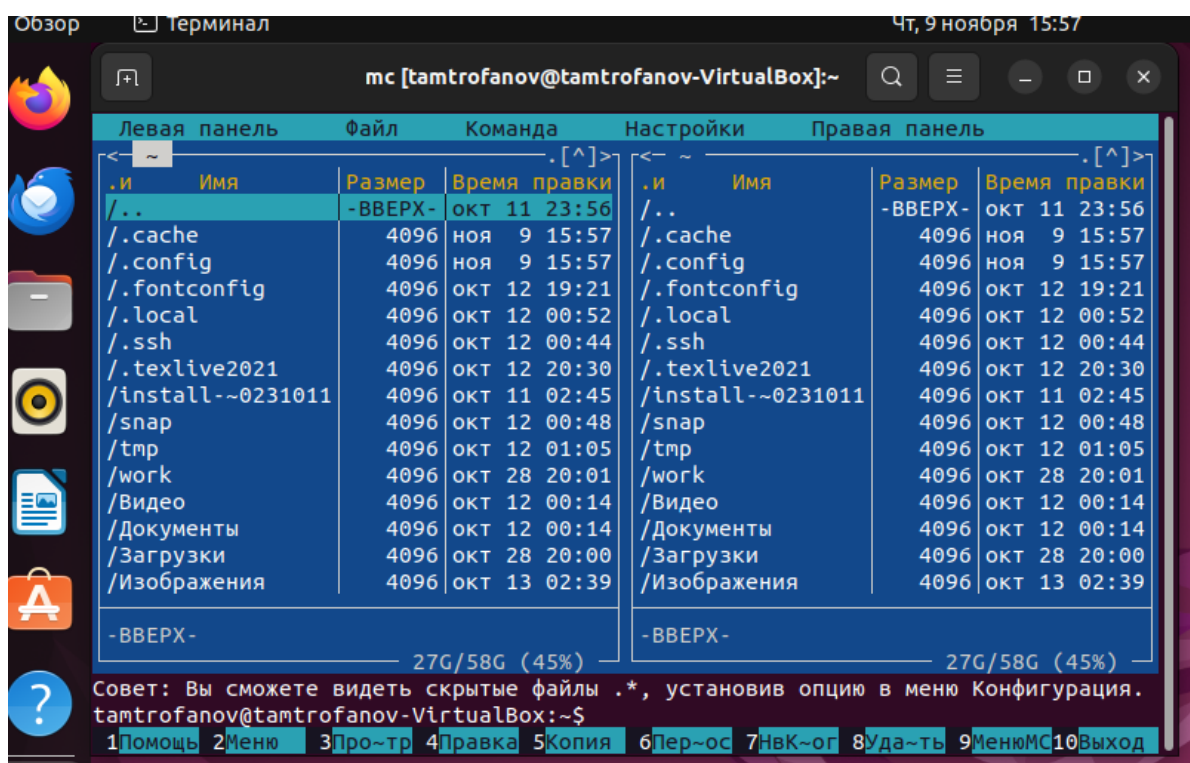 Обзор Терминал Чт, 9 ноября 15:57
mc [tamtrofanov@tamtrofanov-VirtualBox]:~
Левая панель Файл Команда Настройки Правая панель
<─ ~ ─.[^]> <─ ~ ─.[^]>
.и Имя Размер Время правки .и Имя Размер Время правки
/.. -ВВЕРХ- окт 11 23:56 /.. -ВВЕРХ- окт 11 23:56
/.cache 4096 ноя 9 15:57 /.cache 4096 ноя 9 15:57
/.config 4096 ноя 9 15:57 /.config 4096 ноя 9 15:57
/.fontconfig 4096 окт 12 19:21 /.fontconfig 4096 окт 12 19:21
/.local 4096 окт 12 00:52 /.local 4096 окт 12 00:52
/.ssh 4096 окт 12 00:44 /.ssh 4096 окт 12 00:44
/.texlive2021 4096 окт 12 20:30 /.texlive2021 4096 окт 12 20:30
/install-~0231011 4096 окт 11 02:45 /install-~0231011 4096 окт 11 02:45
/snap 4096 окт 12 00:48 /snap 4096 окт 12 00:48
/tmp 4096 окт 12 01:05 /tmp 4096 окт 12 01:05
/work 4096 окт 28 20:01 /work 4096 окт 28 20:01
/Видео 4096 окт 12 00:14 /Видео 4096 окт 12 00:14
/Документы 4096 окт 12 00:14 /Документы 4096 окт 12 00:14
/Загрузки 4096 окт 28 20:00 /Загрузки 4096 окт 28 20:00
/Изображения 4096 окт 13 02:39 /Изображения 4096 окт 13 02:39
-ВВЕРХ- -ВВЕРХ-
27G/58G (45%) 27G/58G (45%)
Совет: Вы сможете видеть скрытые файлы .*, установив опцию в меню Конфигурация.
tamtrofanov@tamtrofanov-VirtualBox:~$
1Помощь 2Меню 3Про~тр 4Правка 5Копия 6Пер~ос 7НвК~ог 8Уда~ть 9МенюМС10Выход